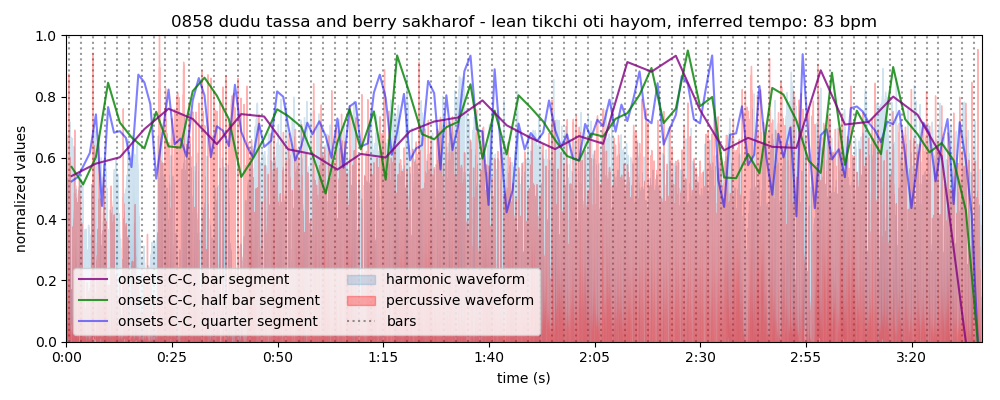 0858 dudu tassa and berry sakharof - lean tikchi oti hayom, inferred tempo: 83 bpm
1.0
0.8
0.6
0.4
0.2
0.0
normalized values
onsets C-C, bar segment
onsets C-C, half bar segment
onsets C-C, quarter segment
harmonic waveform
percussive waveform
bars
0:00 0:25 0:50 1:15 1:40 2:05 2:30 2:55 3:20
time (s)